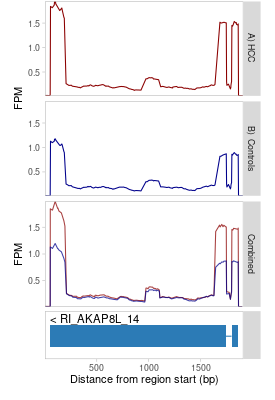 FPM
1.5
1.0
0.5
A) HCC
1.5
1.0
0.5
B) Controls
FPM
1.5
1.0
0.5
Combined
< RI_AKAP8L_14
500
1000
1500
Distance from region start (bp)